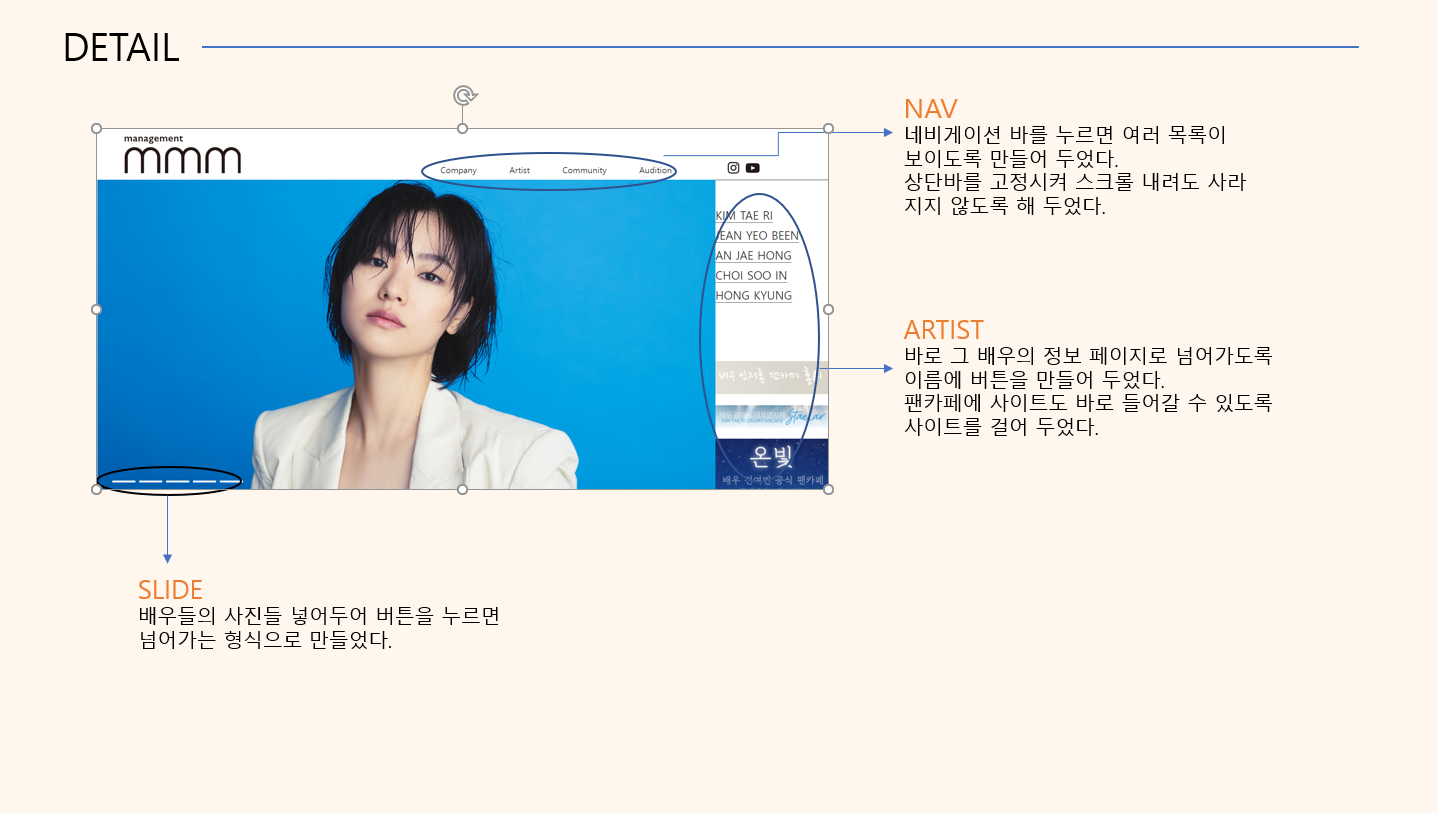 DETAIL
management
mmm
Company Artist Community Audition
KIM TAE RI
JEAN YEO BEEN
AN JAE HONG
CHOI SOO IN
HONG KYUNG
배우 안재홍 팬카페
온빛
배우 전여빈 공식 팬카페
NAV
네비게이션 바를 누르면 여러 목록이
보이도록 만들어 두었다.
상단바를 고정시켜 스크롤 내려도 사라
지지 않도록 해 두었다.
ARTIST
바로 그 배우의 정보 페이지로 넘어가도록
이름에 버튼을 만들어 두었다.
팬카페에 사이트도 바로 들어갈 수 있도록
사이트를 걸어 두었다.
SLIDE
배우들의 사진들 넣어두어 버튼을 누르면
넘어가는 형식으로 만들었다.